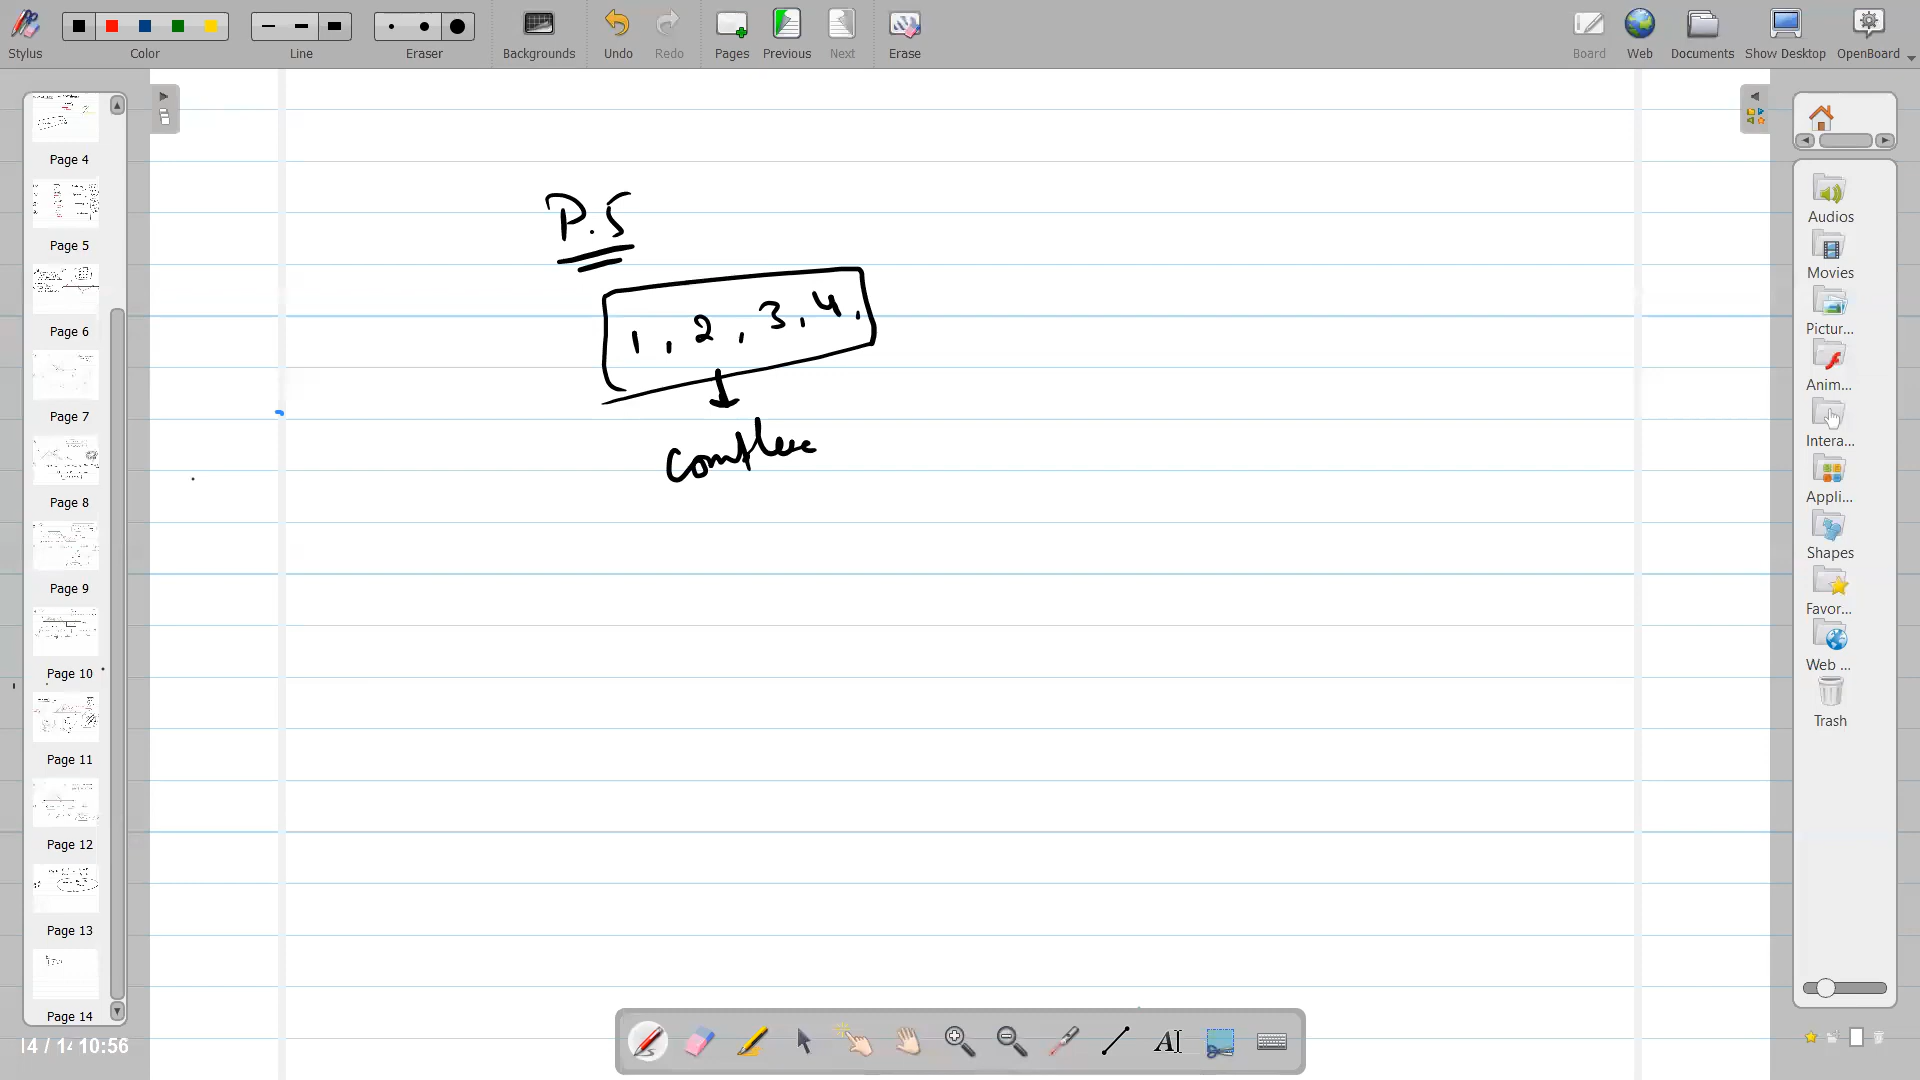 Stylus
Color
Line
Eraser
Backgrounds
Undo
Redo
Pages
Previous
Next
Erase
Board
Web
Documents
Show Desktop
OpenBoard
Page 4
Page 5
Page 6
Page 7
Page 8
Page 9
Page 10
Page 11
Page 12
Page 13
Page 14
14 / 14 10:56
P.S
1, 2, 3, 4,
Audios
Movies
Pictur...
Anim...
Intera...
Appli...
Shapes
Favor...
Web ...
Trash